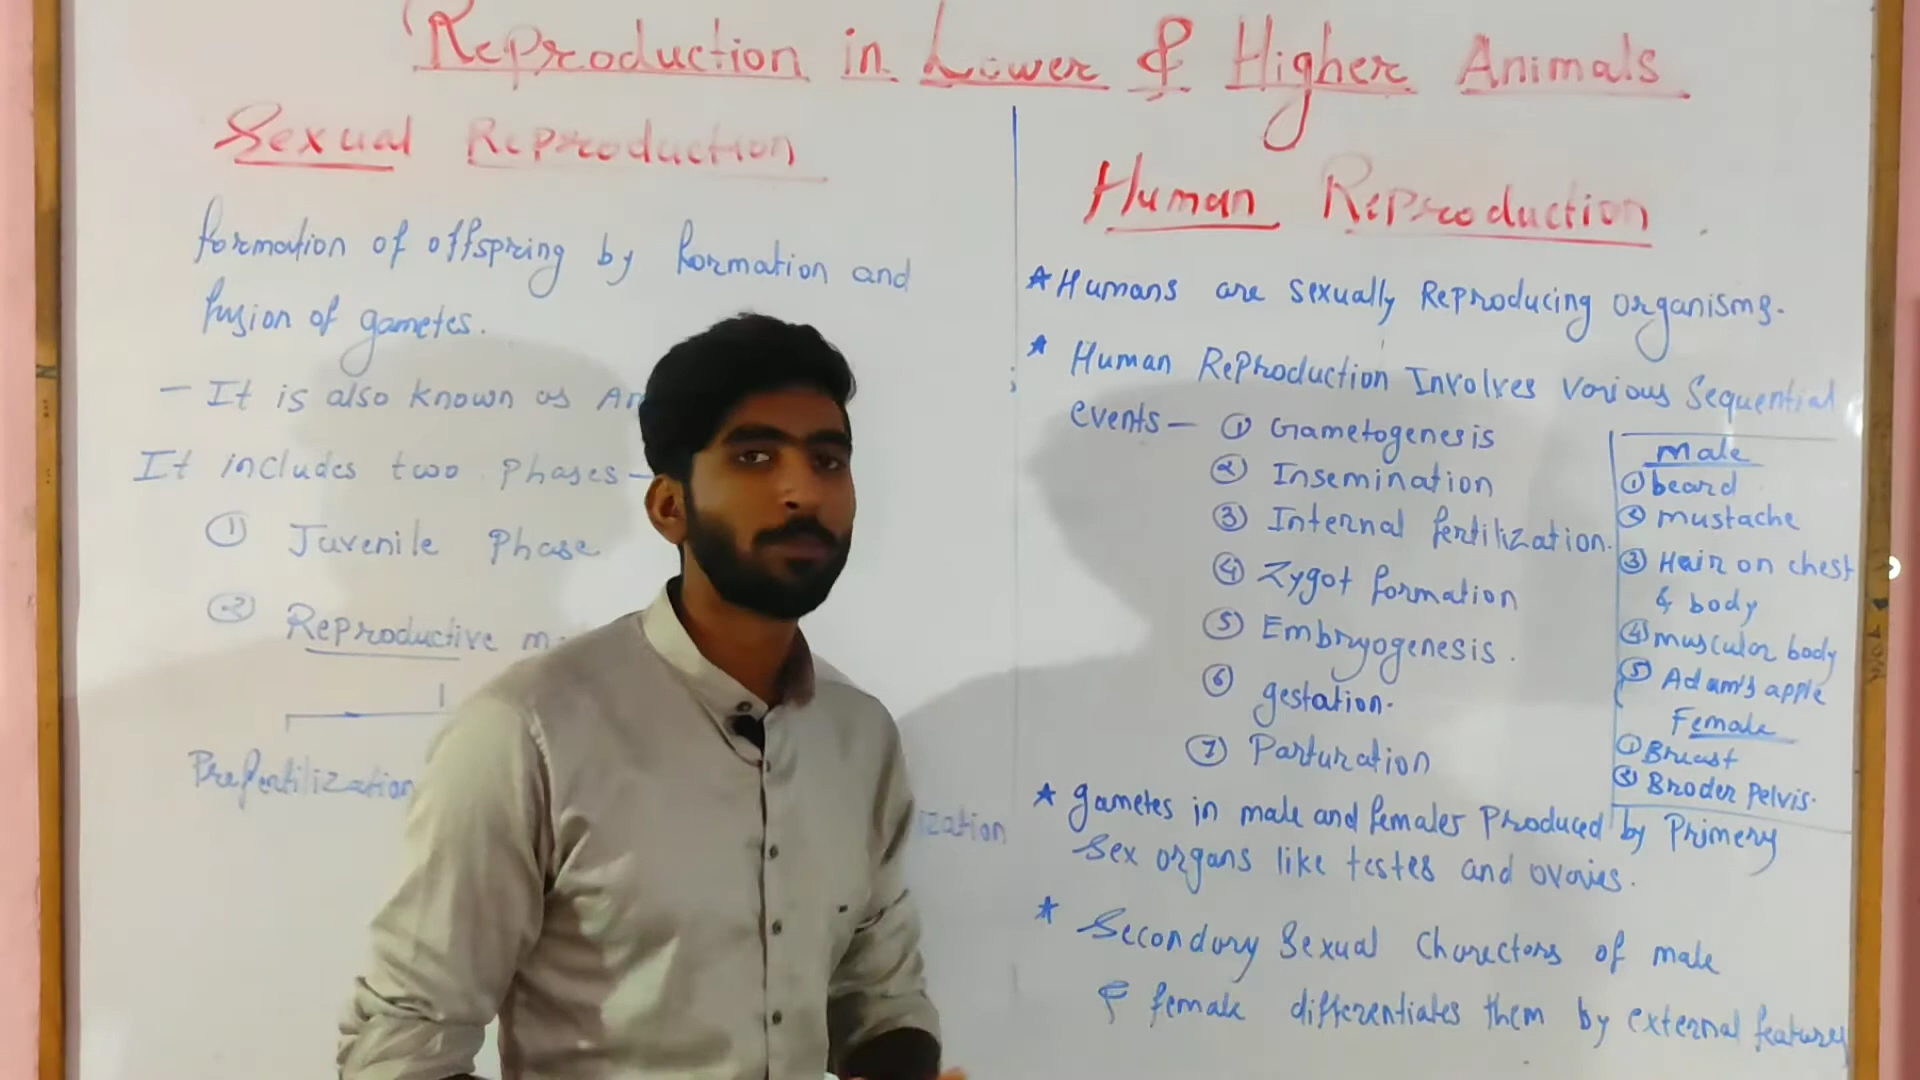 Reproduction in Lower & Higher Animals
Sexual Reproduction
formation of offspring by formation and
fusion of gametes.
- It is also known as
It includes two phases-
① Juvenile phase
② Reproductive
Prefertilization
Human Reproduction
* Humans are sexually Reproducing organisms.
* Human Reproduction Involves various Sequential
events - ① Gametogenesis
② Insemination
③ Internal fertilization.
④ Zygot formation
⑤ Embryogenesis.
⑥ gestation.
⑦ Parturation
Male
① beard
② mustache
③ Hair on chest
& body
④ muscular body
⑤ Adam's apple
Female
① Breast
② Broder Pelvis.
* gametes in male and females Produced by Primery
Sex organs like testes and ovaries.
* Secondary Sexual Charectors of male
& female differentiates them by external features